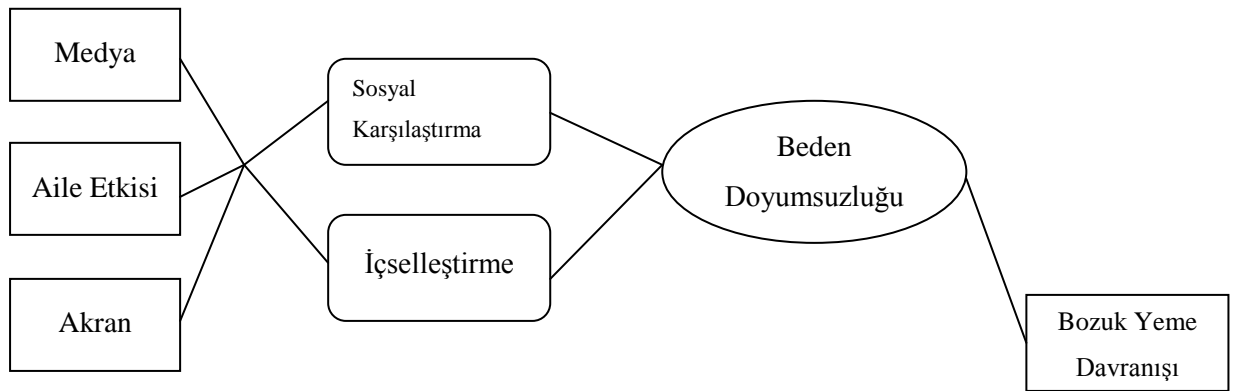 Medya
Aile Etkisi
Akran
Sosyal
Karşılaştırma
İçselleştirme
Beden
Doyumsuzluğu
Bozuk Yeme
Davranışı